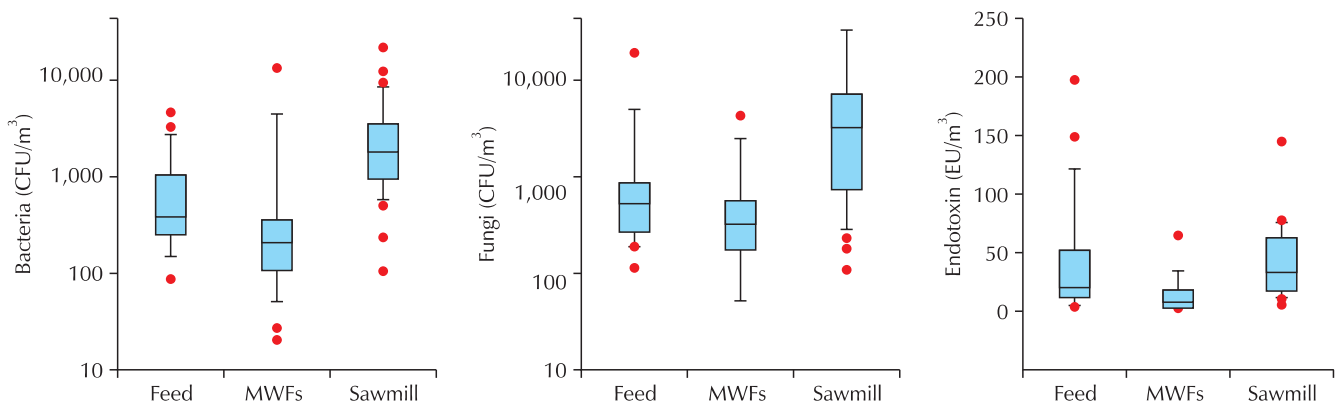 Bacteria (CFU/m³)
10,000
1,000
100
10
Feed MWFs Sawmill
Fungi (CFU/m³)
10,000
1,000
100
10
Feed MWFs Sawmill
Endotoxin (EU/m³)
250
200
150
100
50
0
Feed MWFs Sawmill